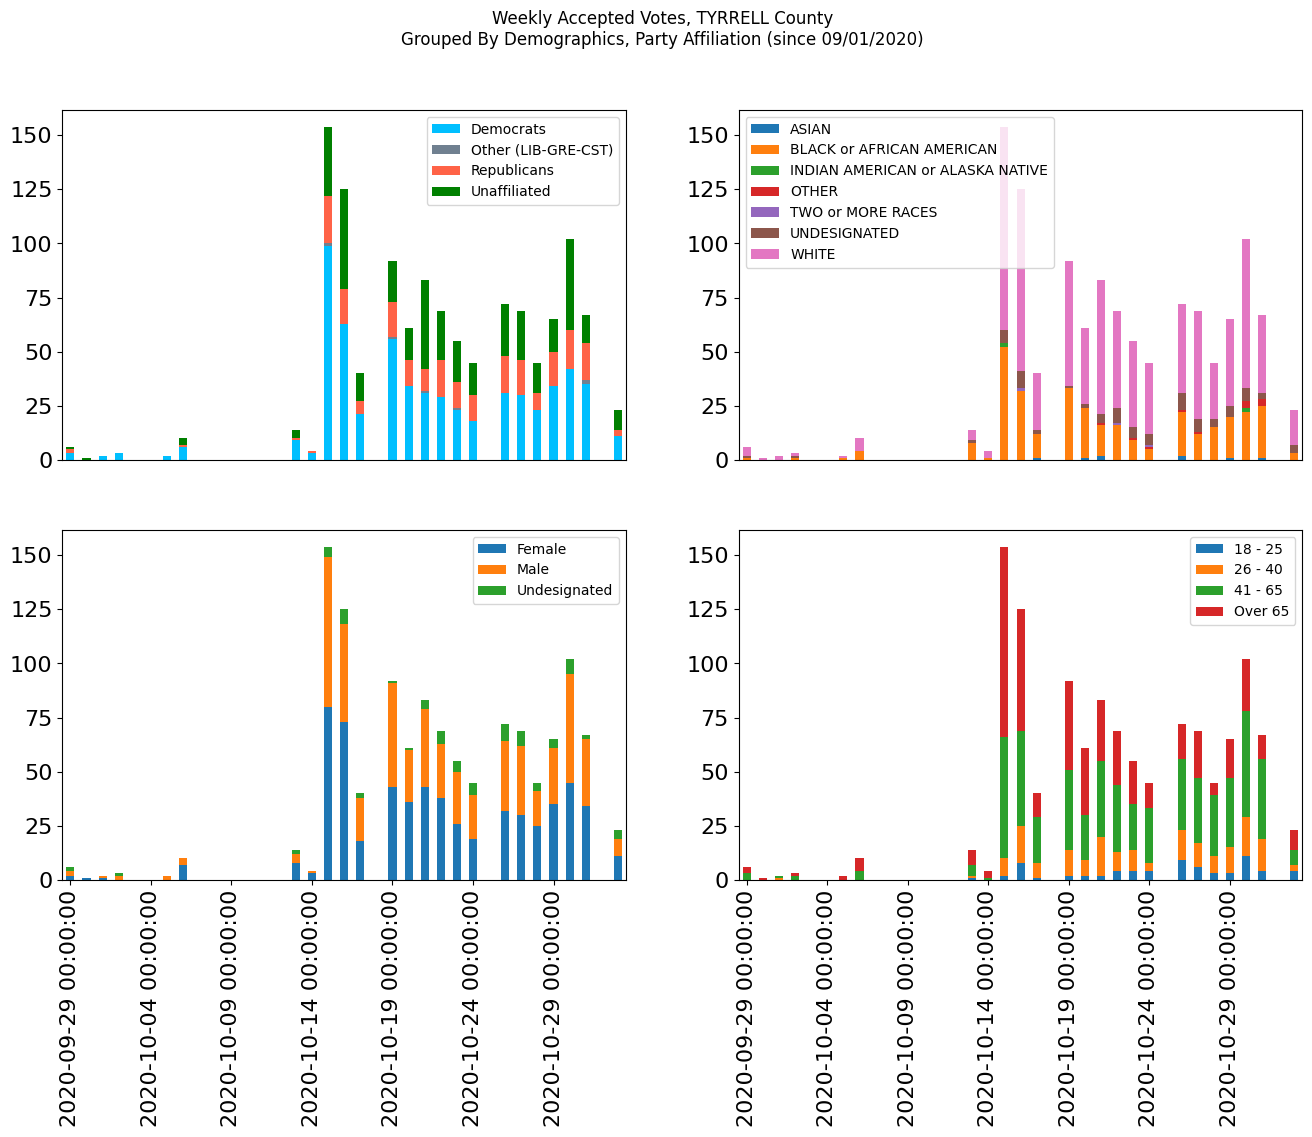 Weekly Accepted Votes, TYRRELL County
Grouped By Demographics, Party Affiliation (since 09/01/2020)
150
125
100
75
50
25
0
Democrats
Other (LIB-GRE-CST)
Republicans
Unaffiliated
150
125
100
75
50
25
0
ASIAN
BLACK or AFRICAN AMERICAN
INDIAN AMERICAN or ALASKA NATIVE
OTHER
TWO or MORE RACES
UNDESIGNATED
WHITE
150
125
100
75
50
25
0
Female
Male
Undesignated
2020-09-29 00:00:00
2020-10-04 00:00:00
2020-10-09 00:00:00
2020-10-14 00:00:00
2020-10-19 00:00:00
2020-10-24 00:00:00
2020-10-29 00:00:00
150
125
100
75
50
25
0
18 - 25
26 - 40
41 - 65
Over 65
2020-09-29 00:00:00
2020-10-04 00:00:00
2020-10-09 00:00:00
2020-10-14 00:00:00
2020-10-19 00:00:00
2020-10-24 00:00:00
2020-10-29 00:00:00